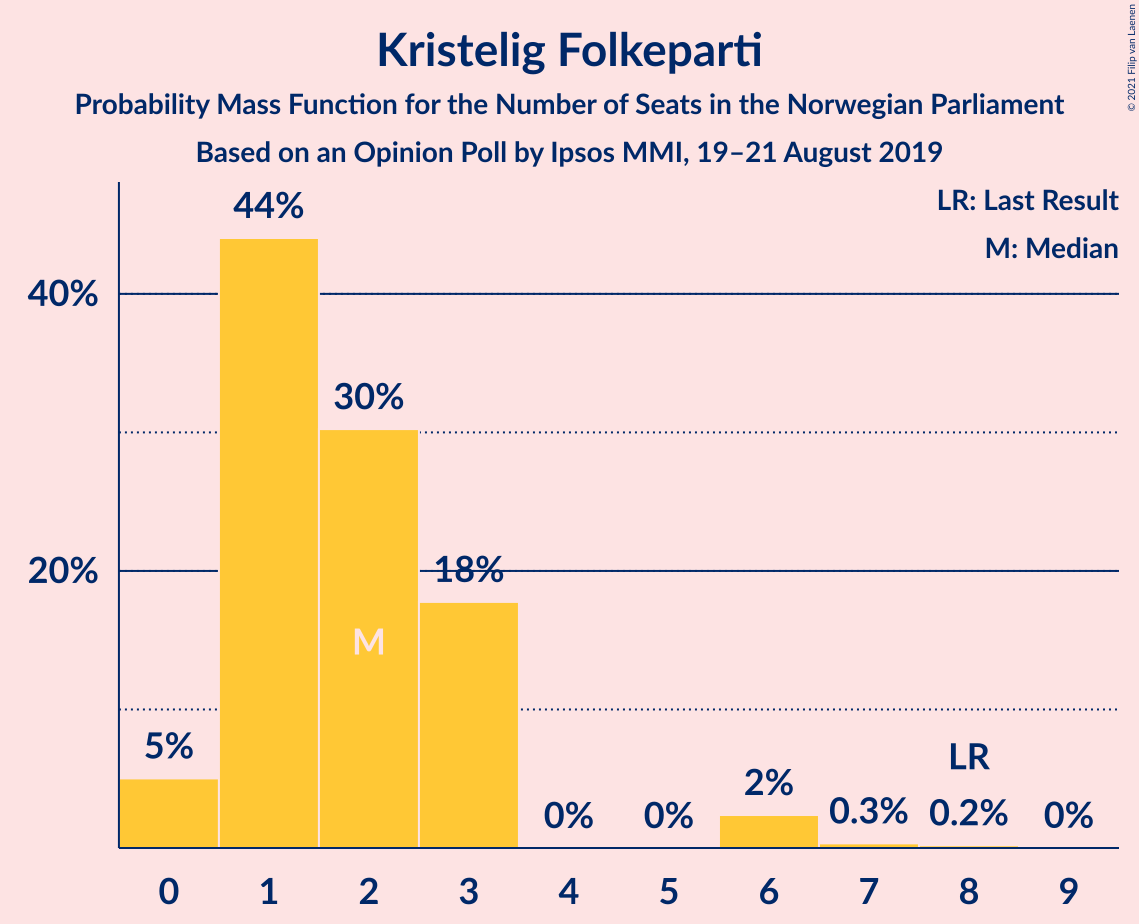 © 2021 Filip van Laenen
Kristelig Folkeparti
Probability Mass Function for the Number of Seats in the Norwegian Parliament
Based on an Opinion Poll by Ipsos MMI, 19–21 August 2019
LR: Last Result
M: Median
44%
40%
30%
20%
18%
M
5%
LR
2%
0%
0%
0.3%
0.2%
0%
0 1 2 3 4 5 6 7 8 9